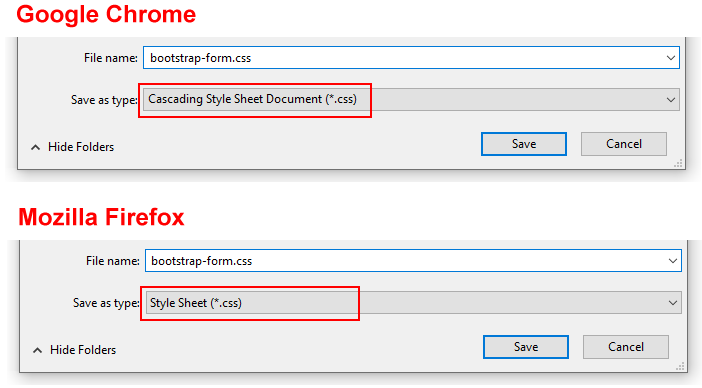 Google Chrome
File name: bootstrap-form.css
Save as type: Cascading Style Sheet Document (*.css)
Hide Folders Save Cancel
Mozilla Firefox
File name: bootstrap-form.css
Save as type: Style Sheet (*.css)
Hide Folders Save Cancel